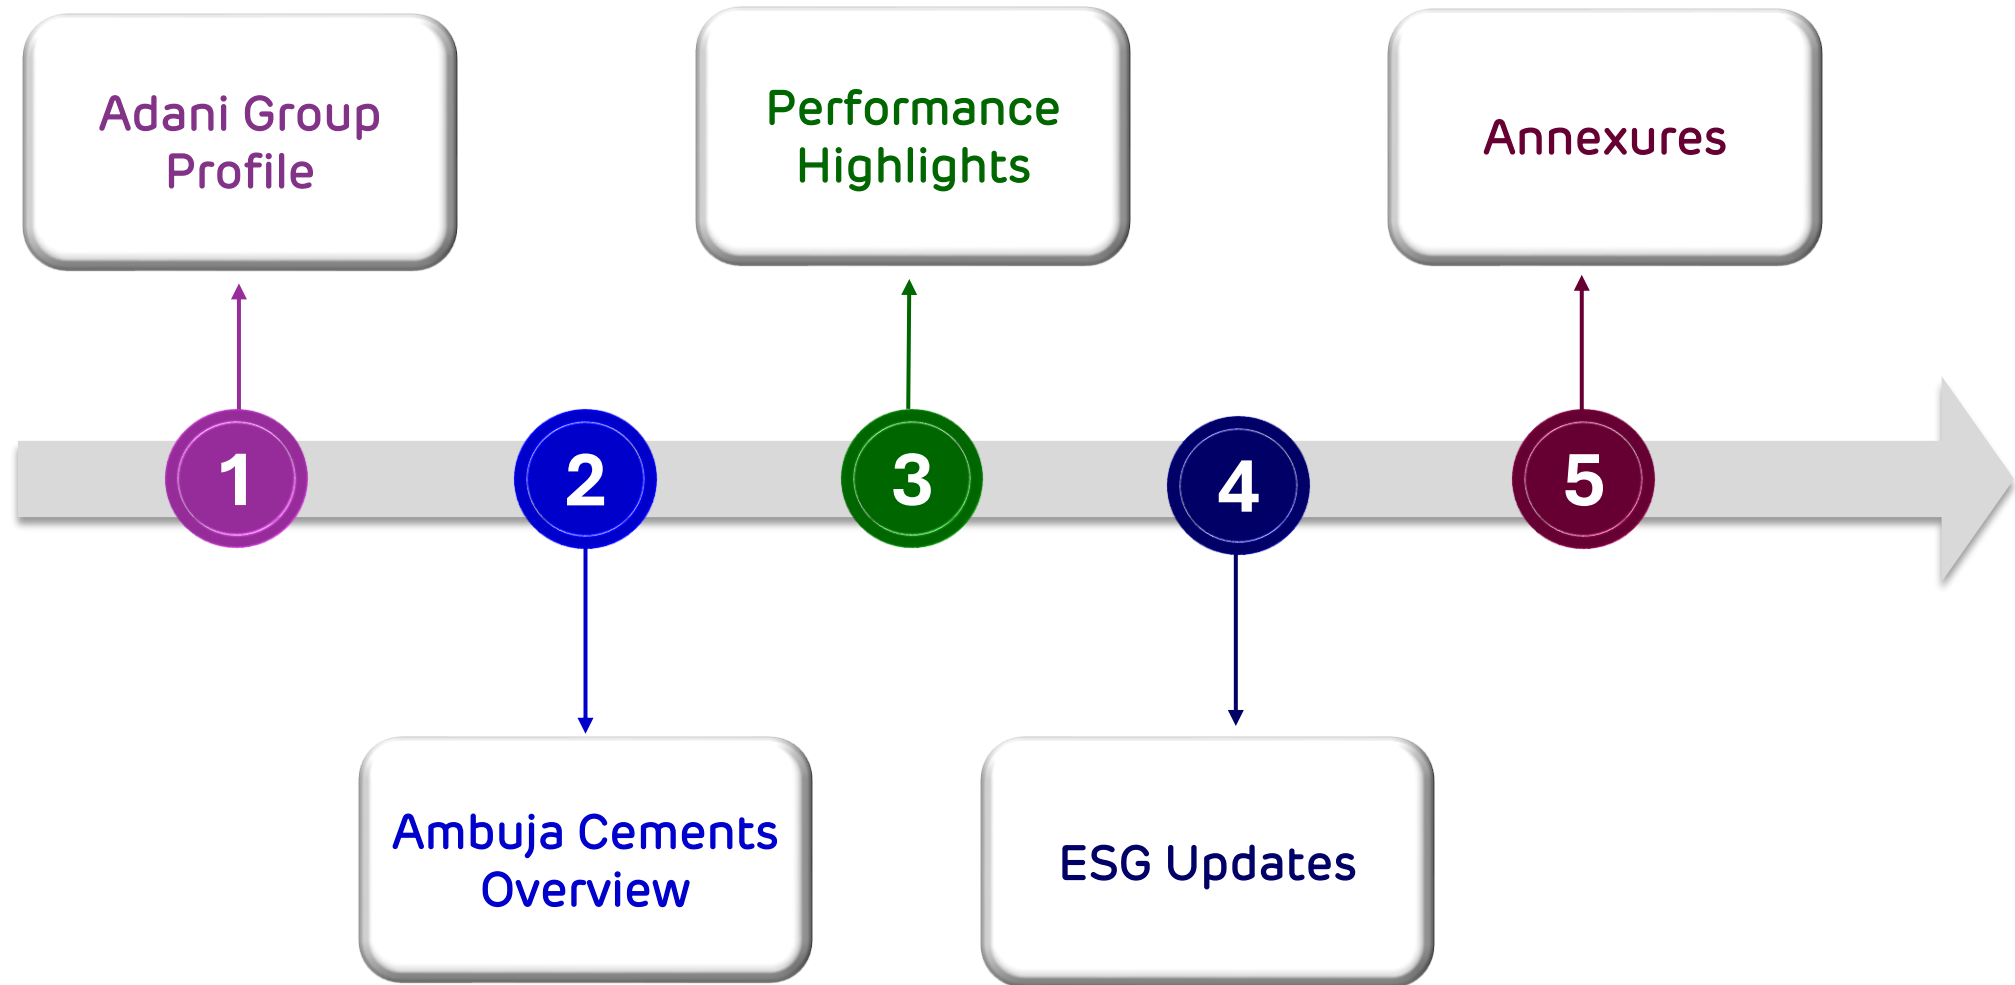 Adani Group
Profile
Performance
Highlights
Annexures
1
2
3
4
5
Ambuja Cements
Overview
ESG Updates